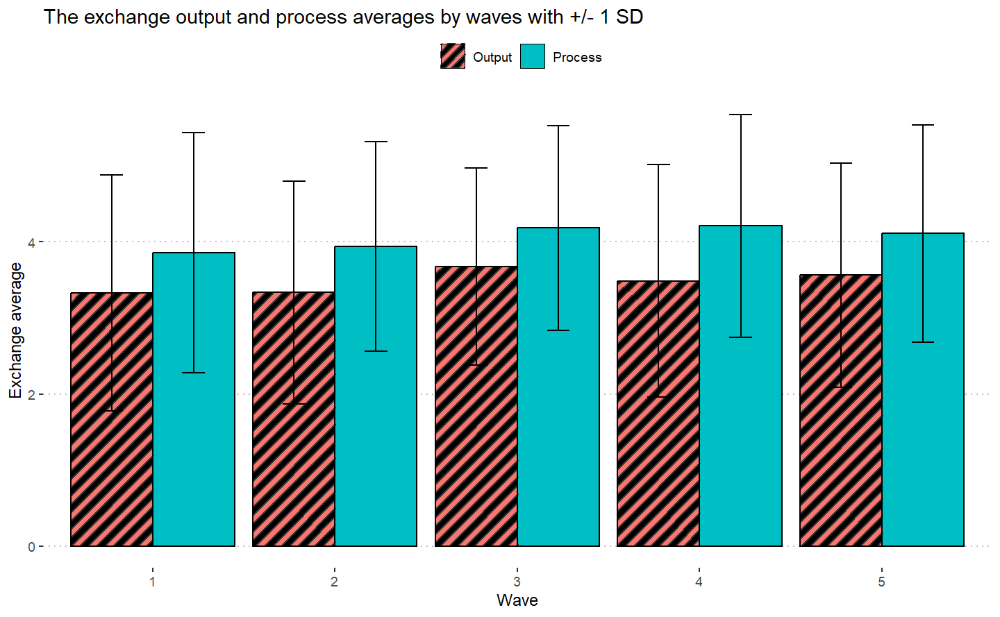 The exchange output and process averages by waves with +/- 1 SD
Output Process
Exchange average
4
2
0
1 2 3 4 5
Wave